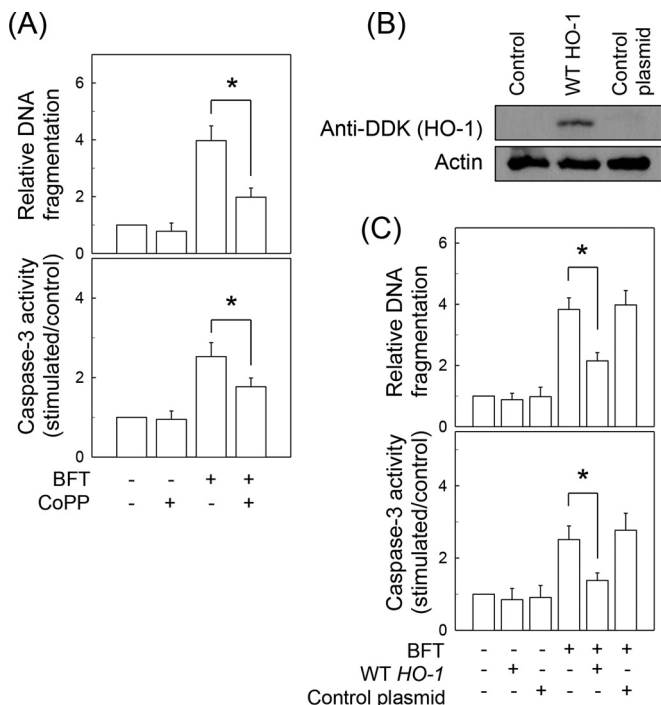 (A)
6
4
2
0
Relative DNA
fragmentation
*
4
2
0
Caspase-3 activity
(stimulated/control)
*
BFT - - + +
CoPP - + - +
(B)
Control
WT HO-1
Control
plasmid
Anti-DDK (HO-1)
Actin
(C)
6
4
2
0
Relative DNA
fragmentation
*
4
2
0
Caspase-3 activity
(stimulated/control)
*
BFT - - - + + +
WT HO-1 - + - - + -
Control plasmid - - + - - +